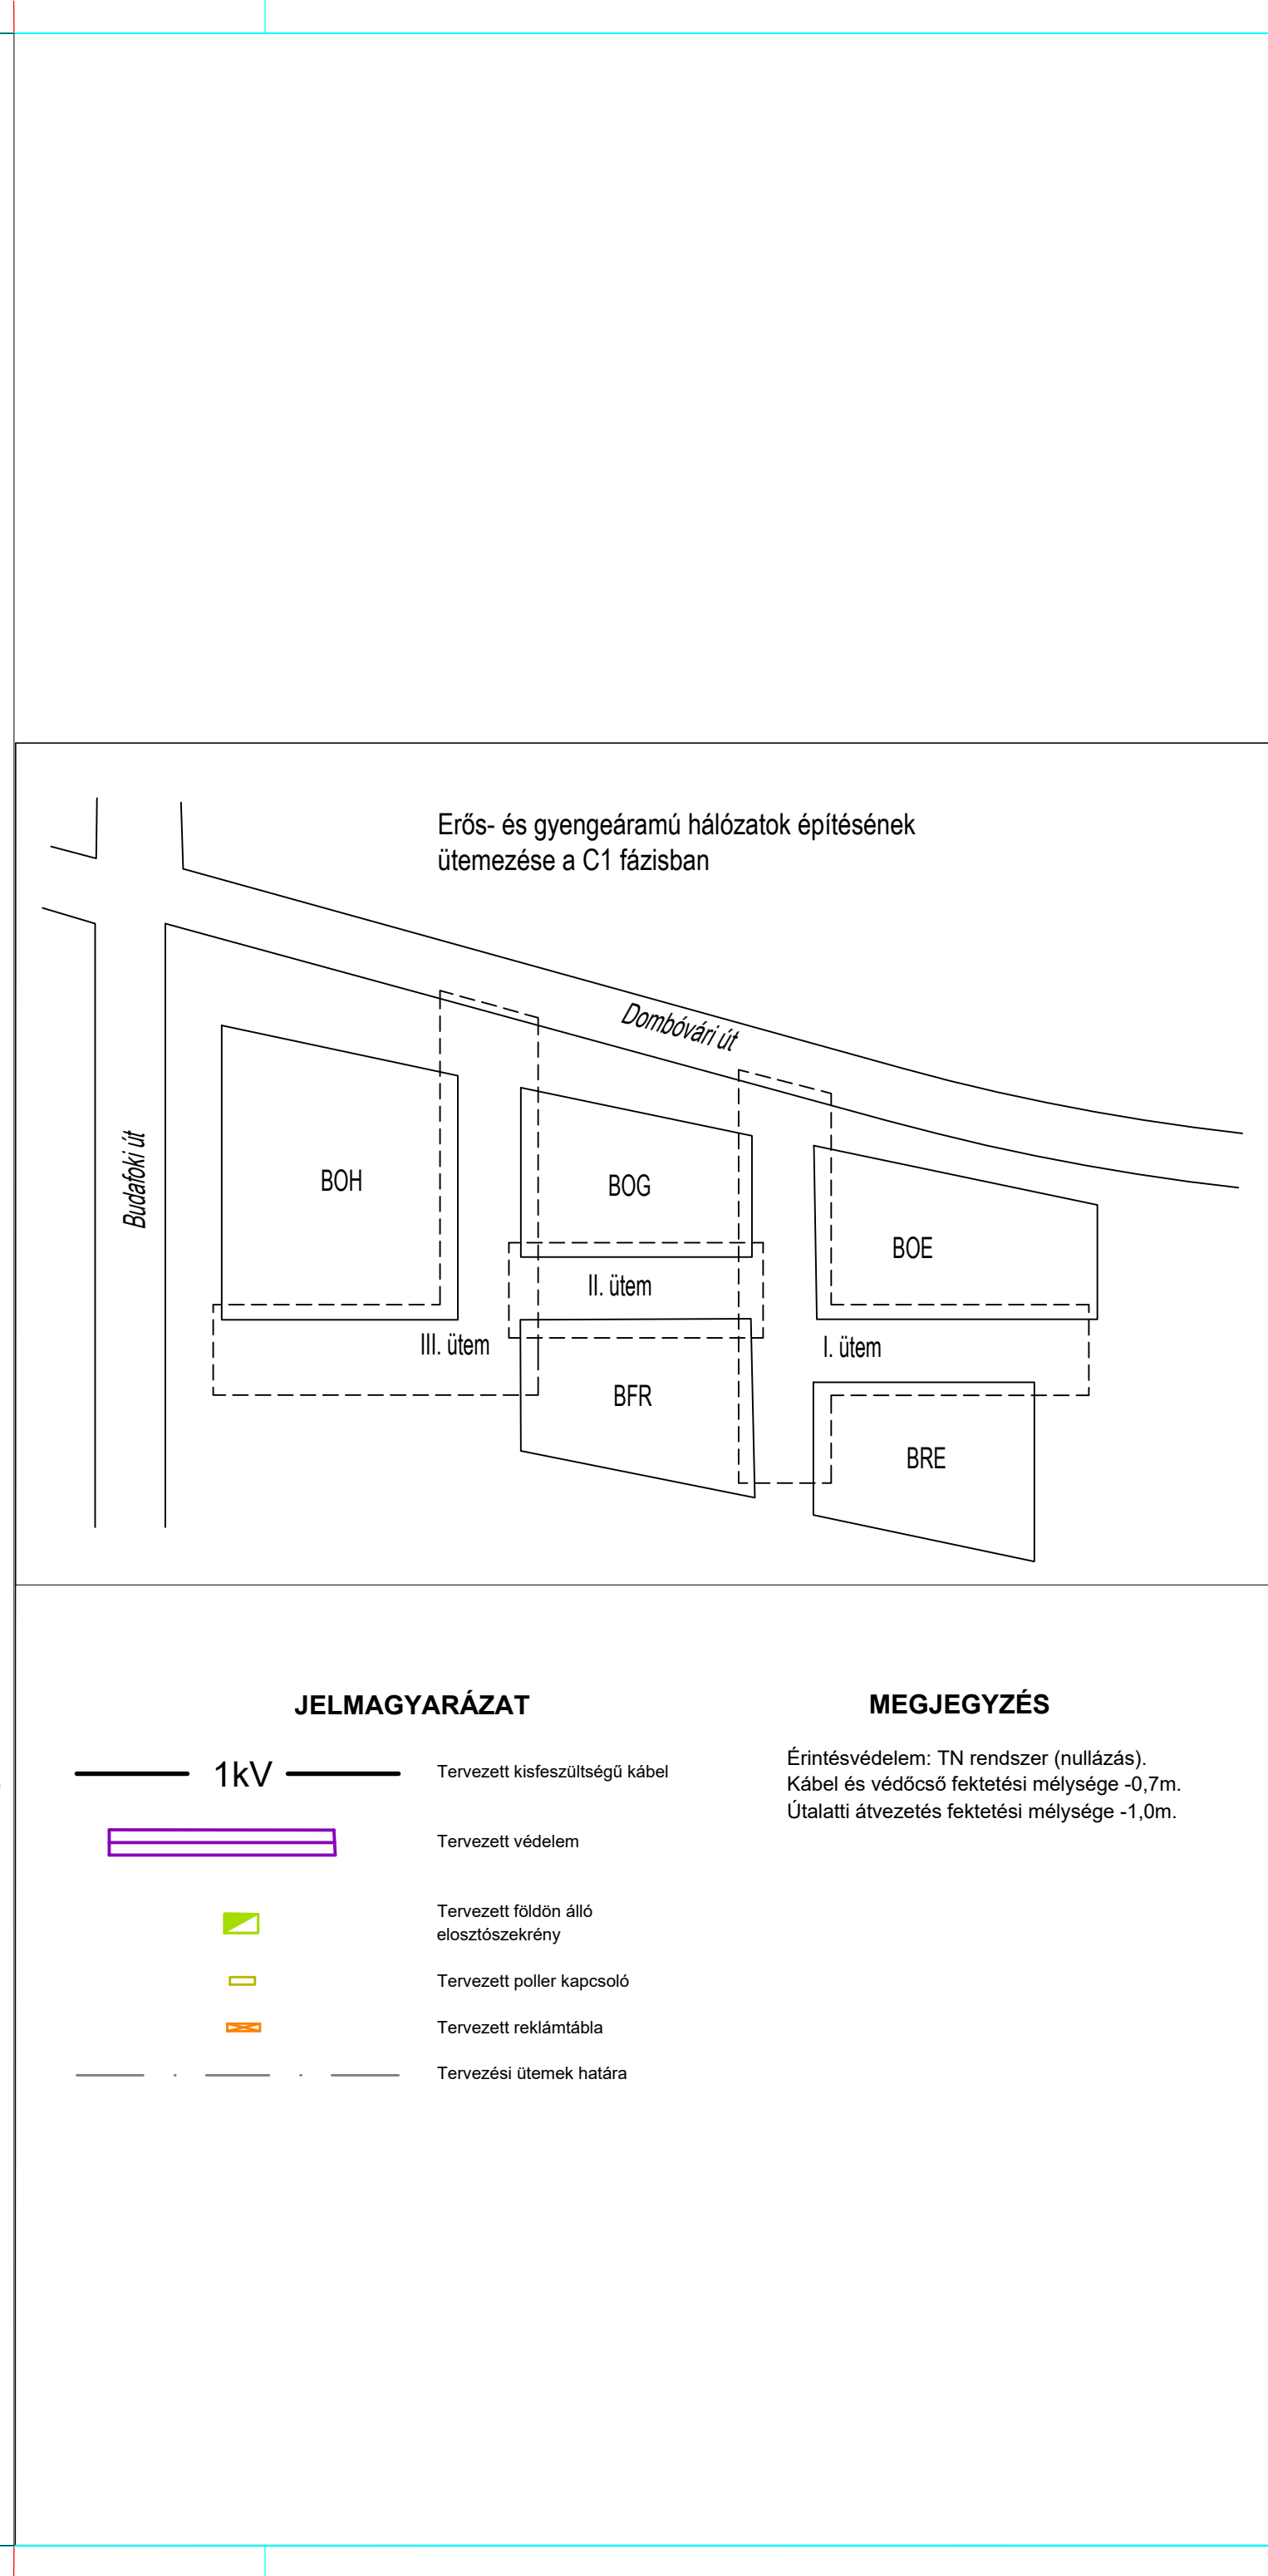 Erős- és gyengeáramú hálózatok építésének
ütemezése a C1 fázisban
Dombóvári út
Budafoki út
BOH
BOG
BOE
II. ütem
III. ütem
I. ütem
BFR
BRE
JELMAGYARÁZAT
1kV
Tervezett kisfeszültségű kábel
Tervezett védelem
Tervezett földön álló
elosztószekrény
Tervezett poller kapcsoló
Tervezett reklámtábla
Tervezési ütemek határa
MEGJEGYZÉS
Érintésvédelem: TN rendszer (nullázás).
Kábel és védőcső fektetési mélysége -0,7m.
Útalatti átvezetés fektetési mélysége -1,0m.